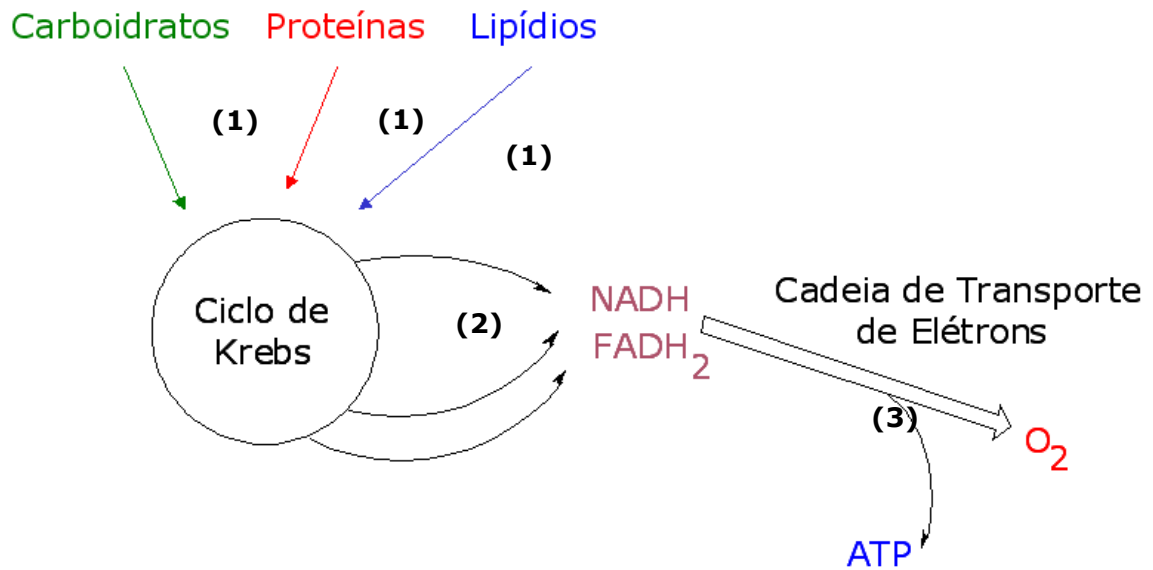 Carboidratos Proteínas Lipídios
(1) (1)
(1)
Ciclo de
Krebs
(2)
NADH
FADH2
Cadeia de Transporte
de Elétrons
(3)
O2
ATP